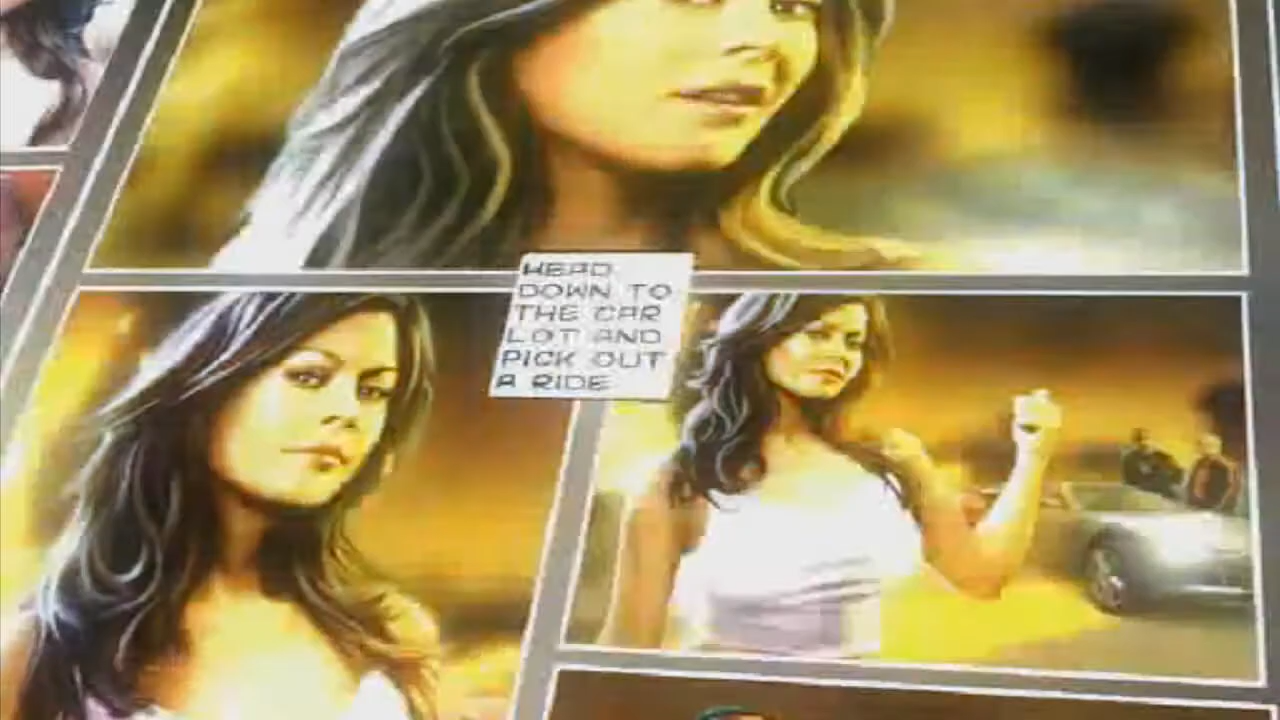 HEAD
DOWN TO
THE CAR
LOT AND
PICK OUT
A RIDE